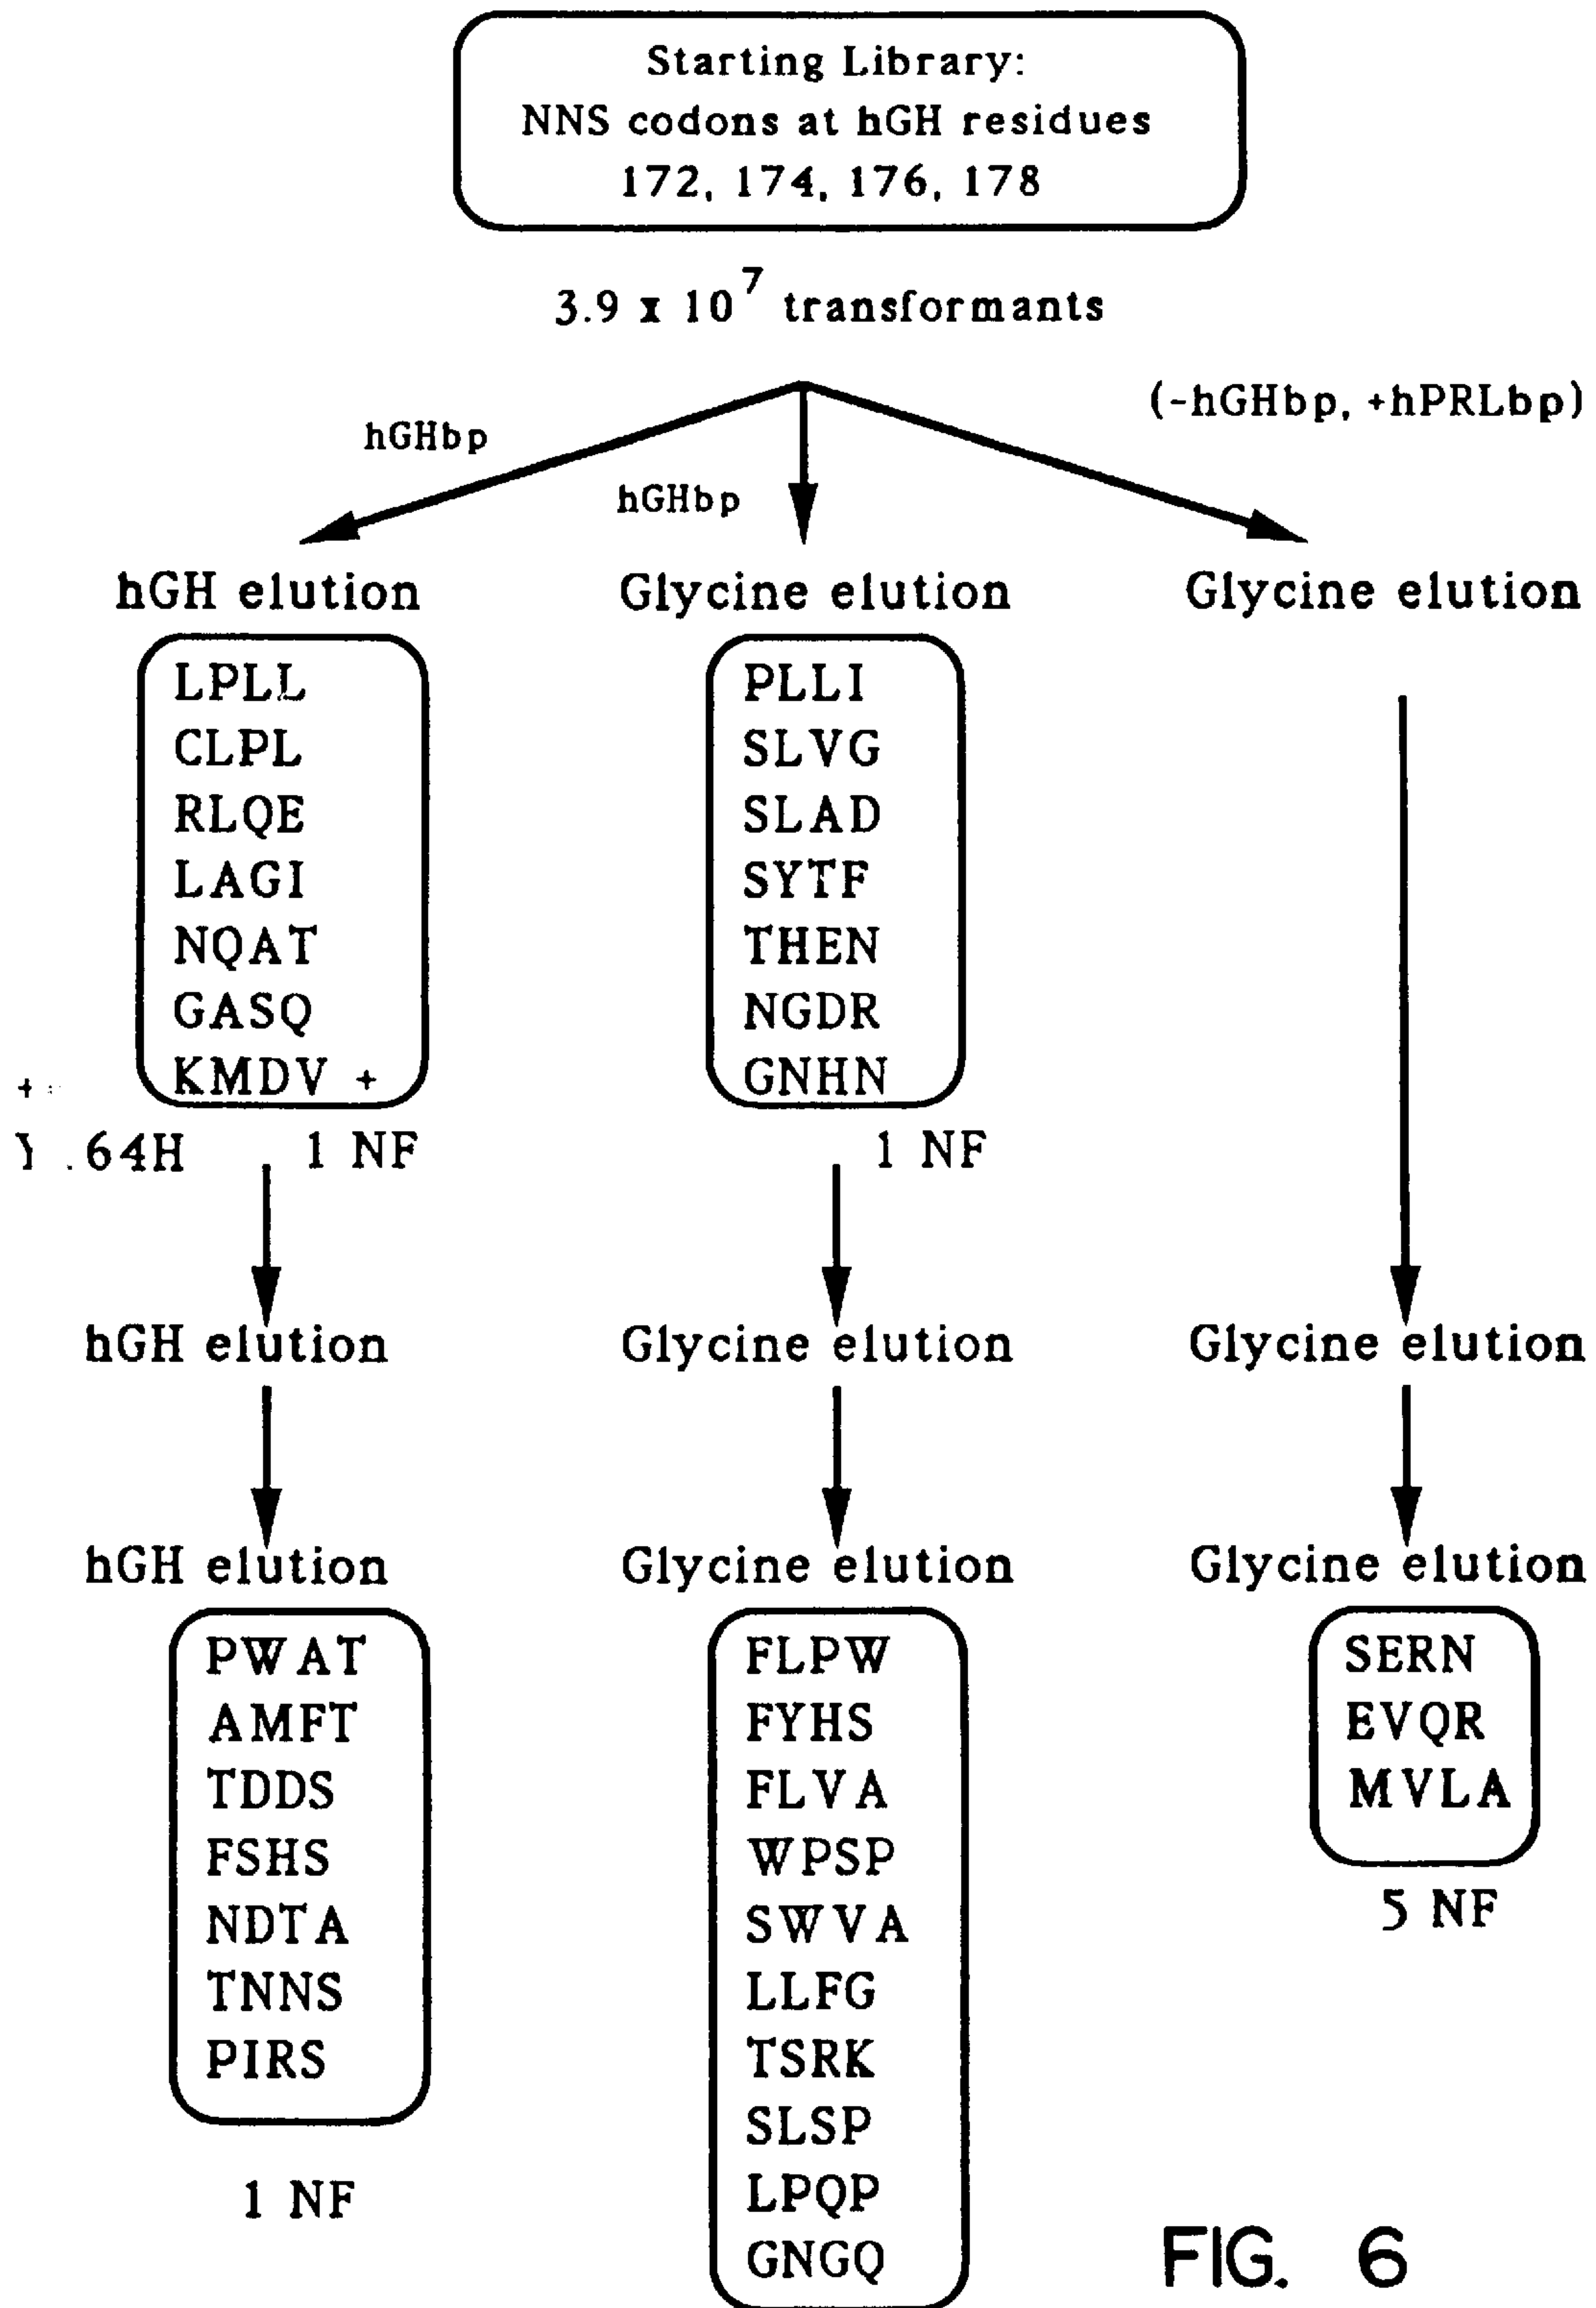 Starting Library:
NNS codons at hGH residues
172, 174, 176, 178
3.9 x 10⁷ transformants
(-hGHbp, +hPRLbp)
hGHbp
hGHbp
hGH elution
LPLL
CLPL
RLQE
LAGI
NQAT
GASQ
KMDV +
+
64H
1 NF
Glycine elution
PLLI
SLVG
SLAD
SYTF
THEN
NGDR
GNHN
1 NF
Glycine elution
hGH elution
Glycine elution
Glycine elution
hGH elution
PWAT
AMFT
TDDS
FSHS
NDTA
TNNS
PIRS
1 NF
Glycine elution
FLPW
FYHS
FLVA
WPSP
SWVA
LLFG
TSRK
SLSP
LPQP
GNGQ
Glycine elution
SERN
EVQR
MVLA
5 NF
FIG. 6